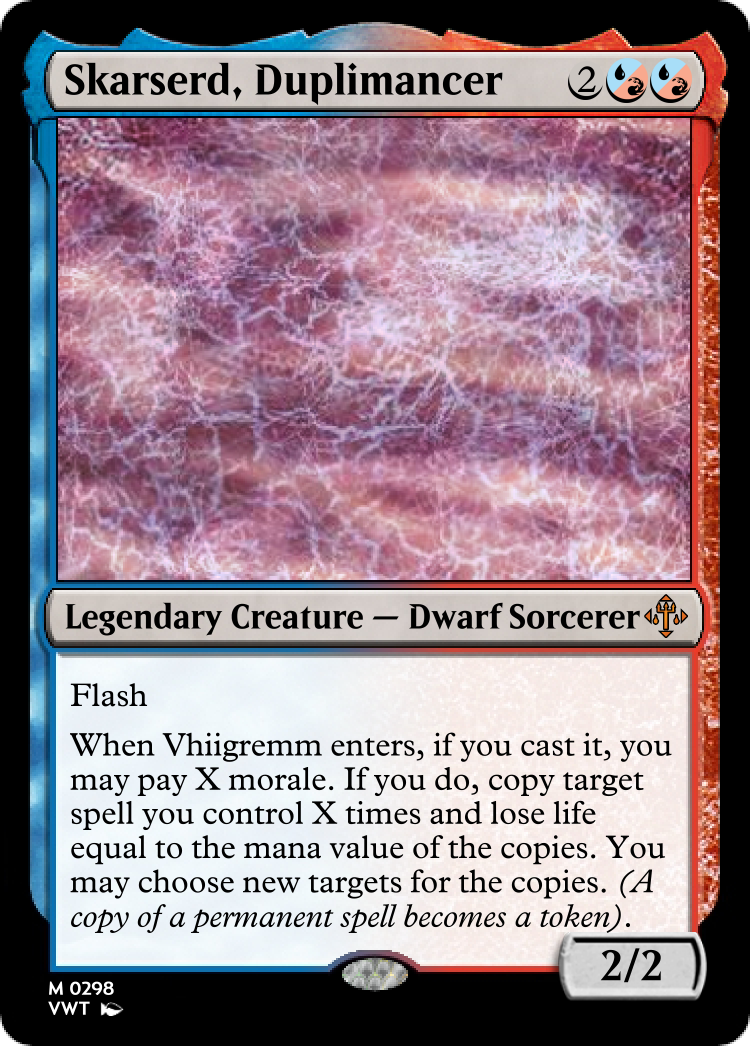 Skarserd, Duplimancer 2
Legendary Creature — Dwarf Sorcerer
Flash
When Vhiigremm enters, if you cast it, you
may pay X morale. If you do, copy target
spell you control X times and lose life
equal to the mana value of the copies. You
may choose new targets for the copies. (A
copy of a permanent spell becomes a token).
2/2
M 0298
VWT